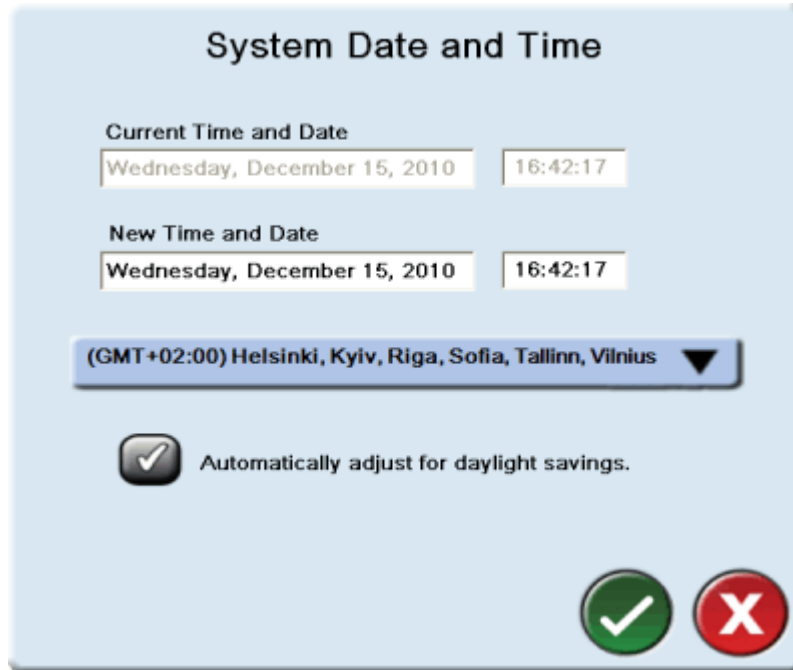 System Date and Time
Current Time and Date
Wednesday, December 15, 2010 16:42:17
New Time and Date
Wednesday, December 15, 2010 16:42:17
(GMT+02:00) Helsinki, Kyiv, Riga, Sofia, Tallinn, Vilnius
Automatically adjust for daylight savings.